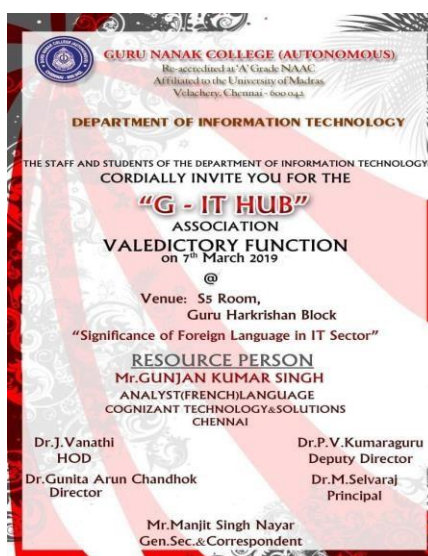 GURU NANAK COLLEGE (AUTONOMOUS)
Re-accredited at 'A' Grade NAAC
Affiliated to the University of Madras
Velachery, Chennai - 600 042
DEPARTMENT OF INFORMATION TECHNOLOGY
THE STAFF AND STUDENTS OF THE DEPARTMENT OF INFORMATION TECHNOLOGY
CORDIALLY INVITE YOU FOR THE
"G - IT HUB"
ASSOCIATION
VALEDICTORY FUNCTION
on 7th March 2019
@
Venue: S5 Room,
Guru Harkrishan Block
"Significance of Foreign Language in IT Sector"
RESOURCE PERSON
Mr.GUNJAN KUMAR SINGH
ANALYST(FRENCH)LANGUAGE
COGNIZANT TECHNOLOGY&SOLUTIONS
CHENNAI
Dr.J.Vanathi
HOD
Dr.P.V.Kumaraguru
Deputy Director
Dr.Gunita Arun Chandhok
Director
Dr.M.Selvaraj
Principal
Mr.Manjit Singh Nayar
Gen.Sec.&Correspondent